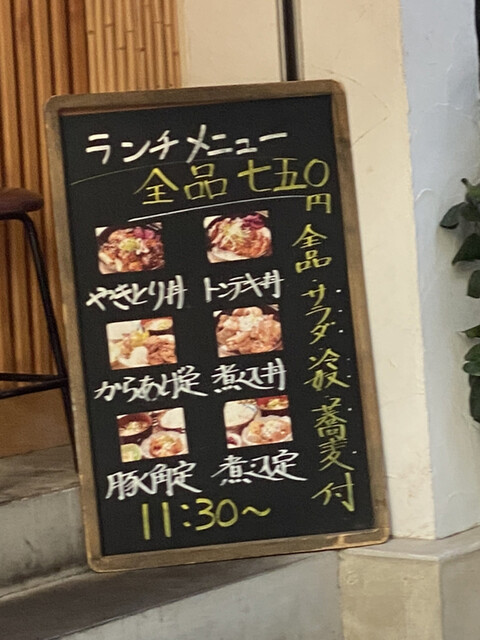 ランチメニュー
全品七五〇円
やきとり丼
トンテキ丼
からあげ定
煮込丼
豚角定
煮込定
11:30〜
全品サラダ冷奴蕎麦付